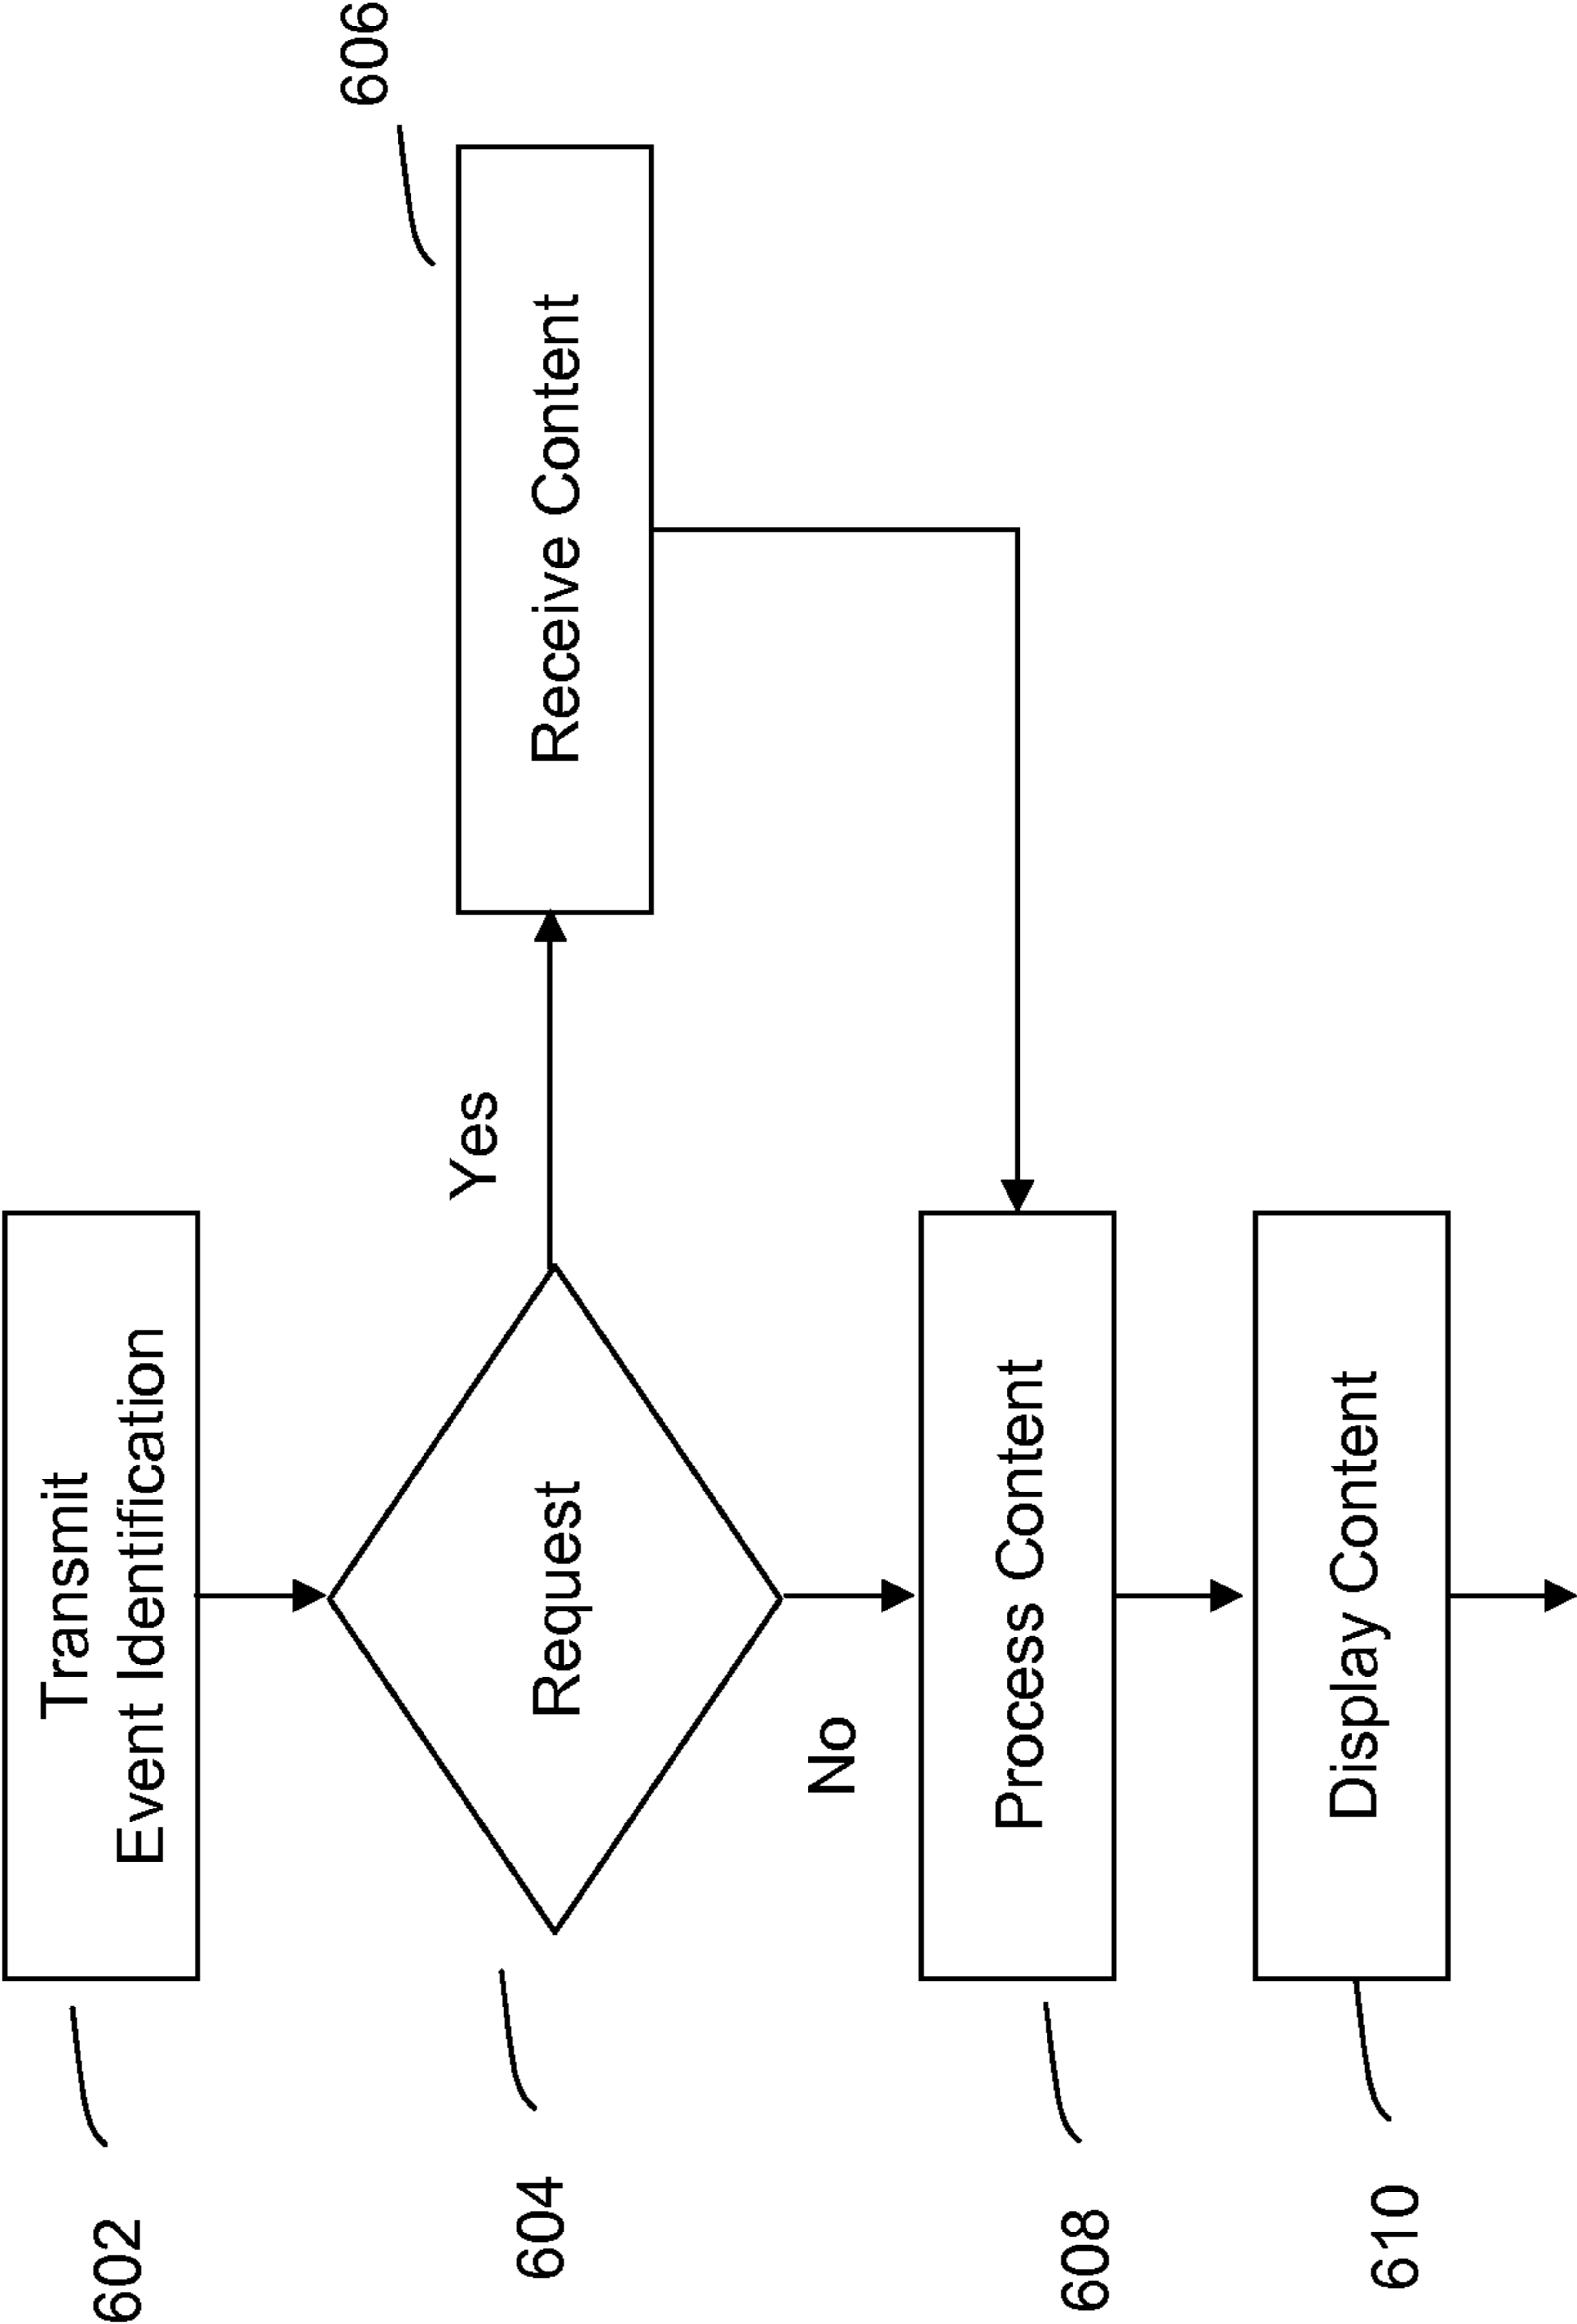 602
Transmit
Event Identification
604
Request
Yes
606
Receive Content
No
608
Process Content
610
Display Content